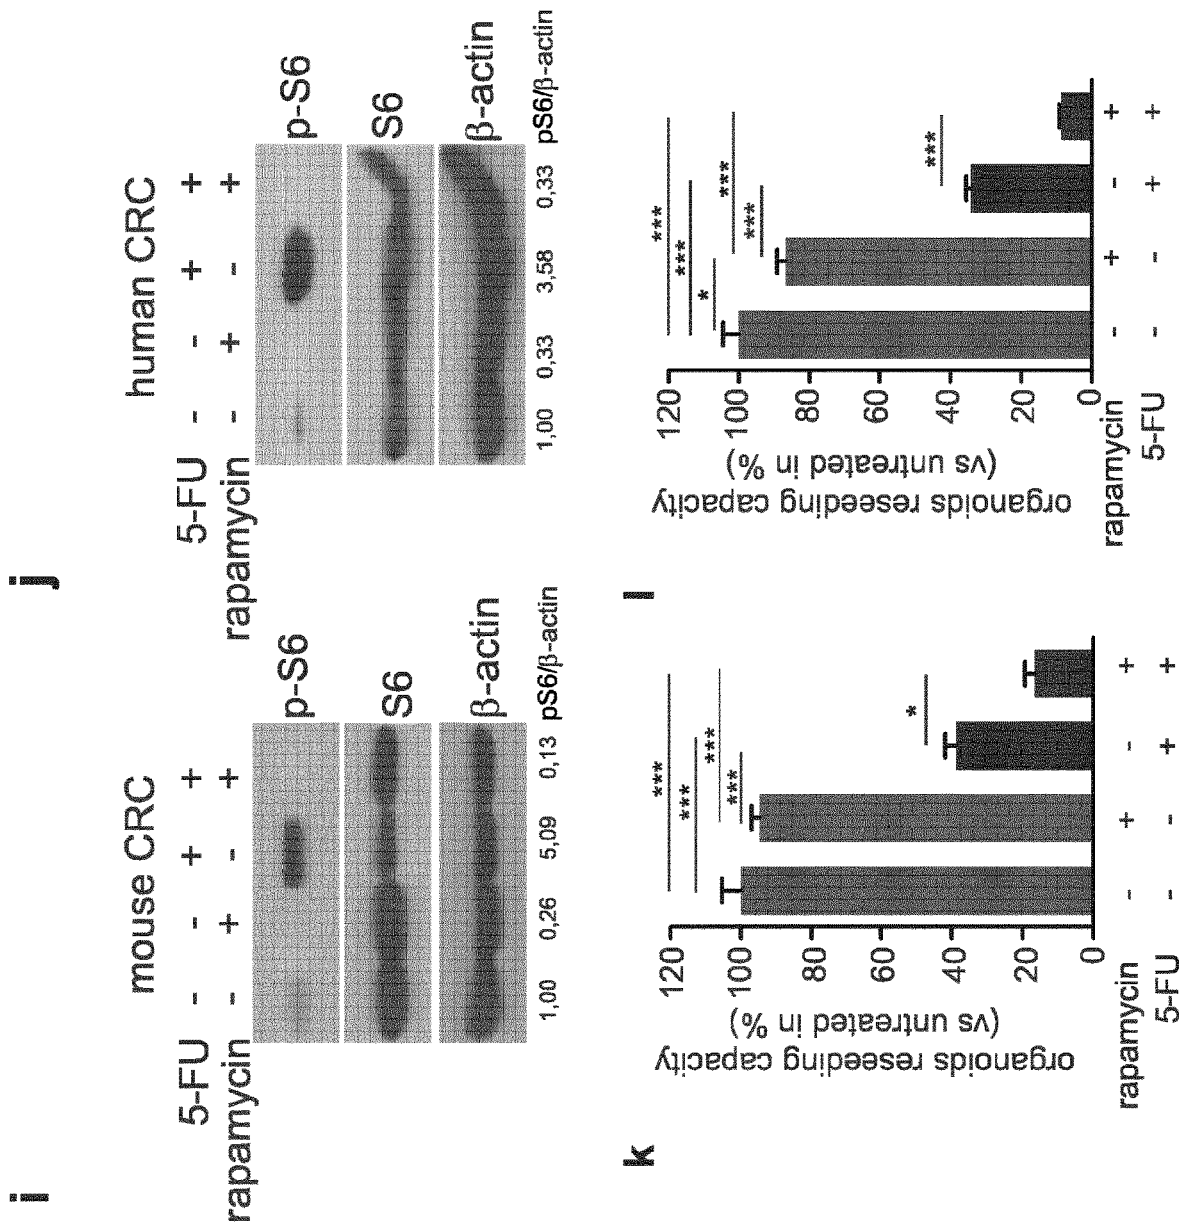 i
mouse CRC
5-FU - - + +
rapamycin - + - +
p-S6
S6
β-actin
1,00 0,26 5,09 0,13 pS6/β-actin
j
human CRC
5-FU - - + +
rapamycin - + - +
p-S6
S6
β-actin
1,00 0,33 3,58 0,33 pS6/β-actin
k
organoids reseeding capacity
(vs untreated in %)
120
100
80
60
40
20
0
***
***
***
***
*
rapamycin - + - +
5-FU - - + +
l
organoids reseeding capacity
(vs untreated in %)
120
100
80
60
40
20
0
***
***
*
***
***
***
rapamycin - + - +
5-FU - - + +